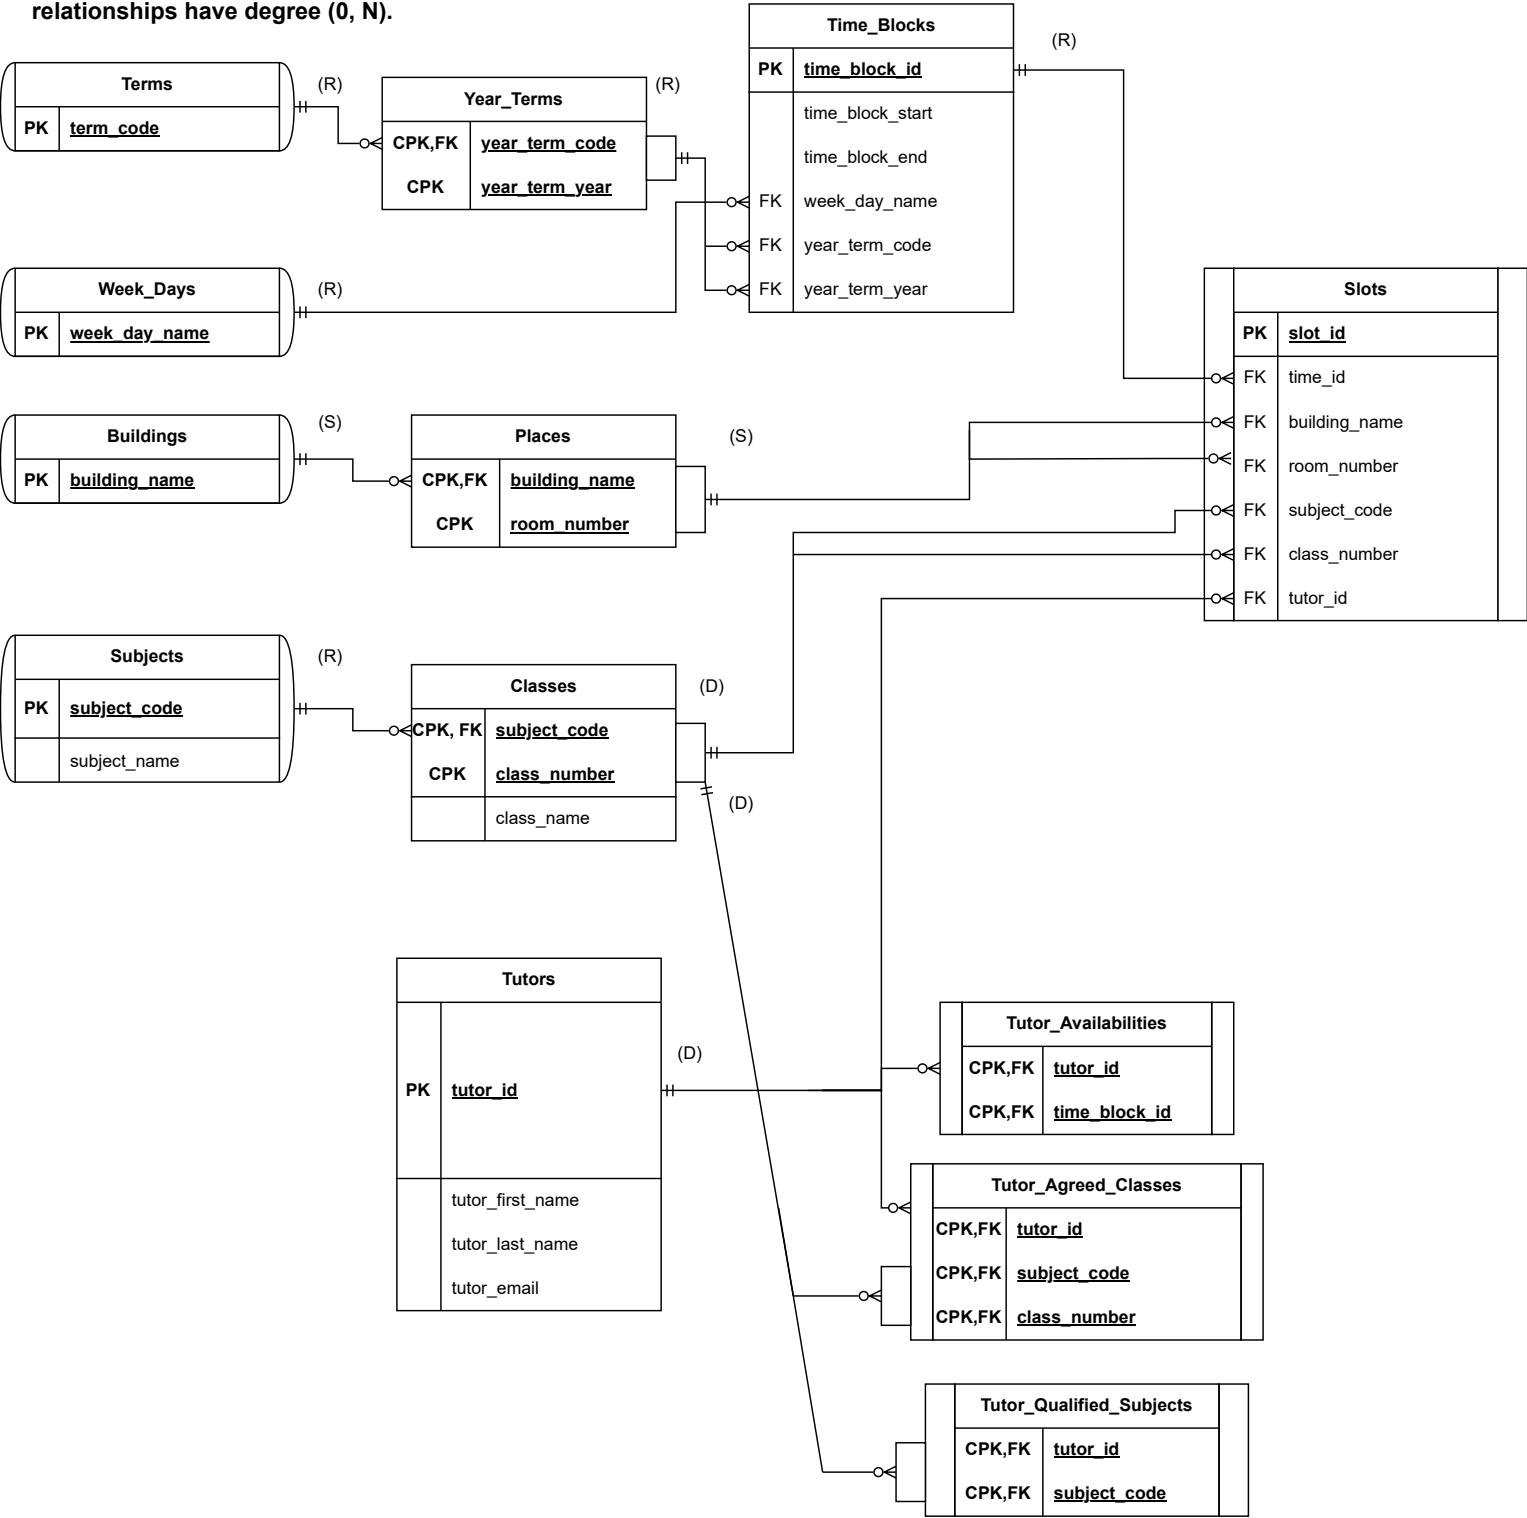 relationships have degree (0, N).
Time_Blocks
PK time_block_id
time_block_start
time_block_end
FK week_day_name
FK year_term_code
FK year_term_year
(R)
Terms
PK term_code
(R)
Year_Terms
CPK,FK year_term_code
CPK year_term_year
(R)
Week_Days
PK week_day_name
(R)
Slots
PK slot_id
FK time_id
FK building_name
FK room_number
FK subject_code
FK class_number
FK tutor_id
Buildings
PK building_name
(S)
Places
CPK,FK building_name
CPK room_number
(S)
Subjects
PK subject_code
subject_name
(R)
Classes
CPK, FK subject_code
CPK class_number
class_name
(D)
(D)
Tutors
PK tutor_id
tutor_first_name
tutor_last_name
tutor_email
(D)
Tutor_Availabilities
CPK,FK tutor_id
CPK,FK time_block_id
Tutor_Agreed_Classes
CPK,FK tutor_id
CPK,FK subject_code
CPK,FK class_number
Tutor_Qualified_Subjects
CPK,FK tutor_id
CPK,FK subject_code